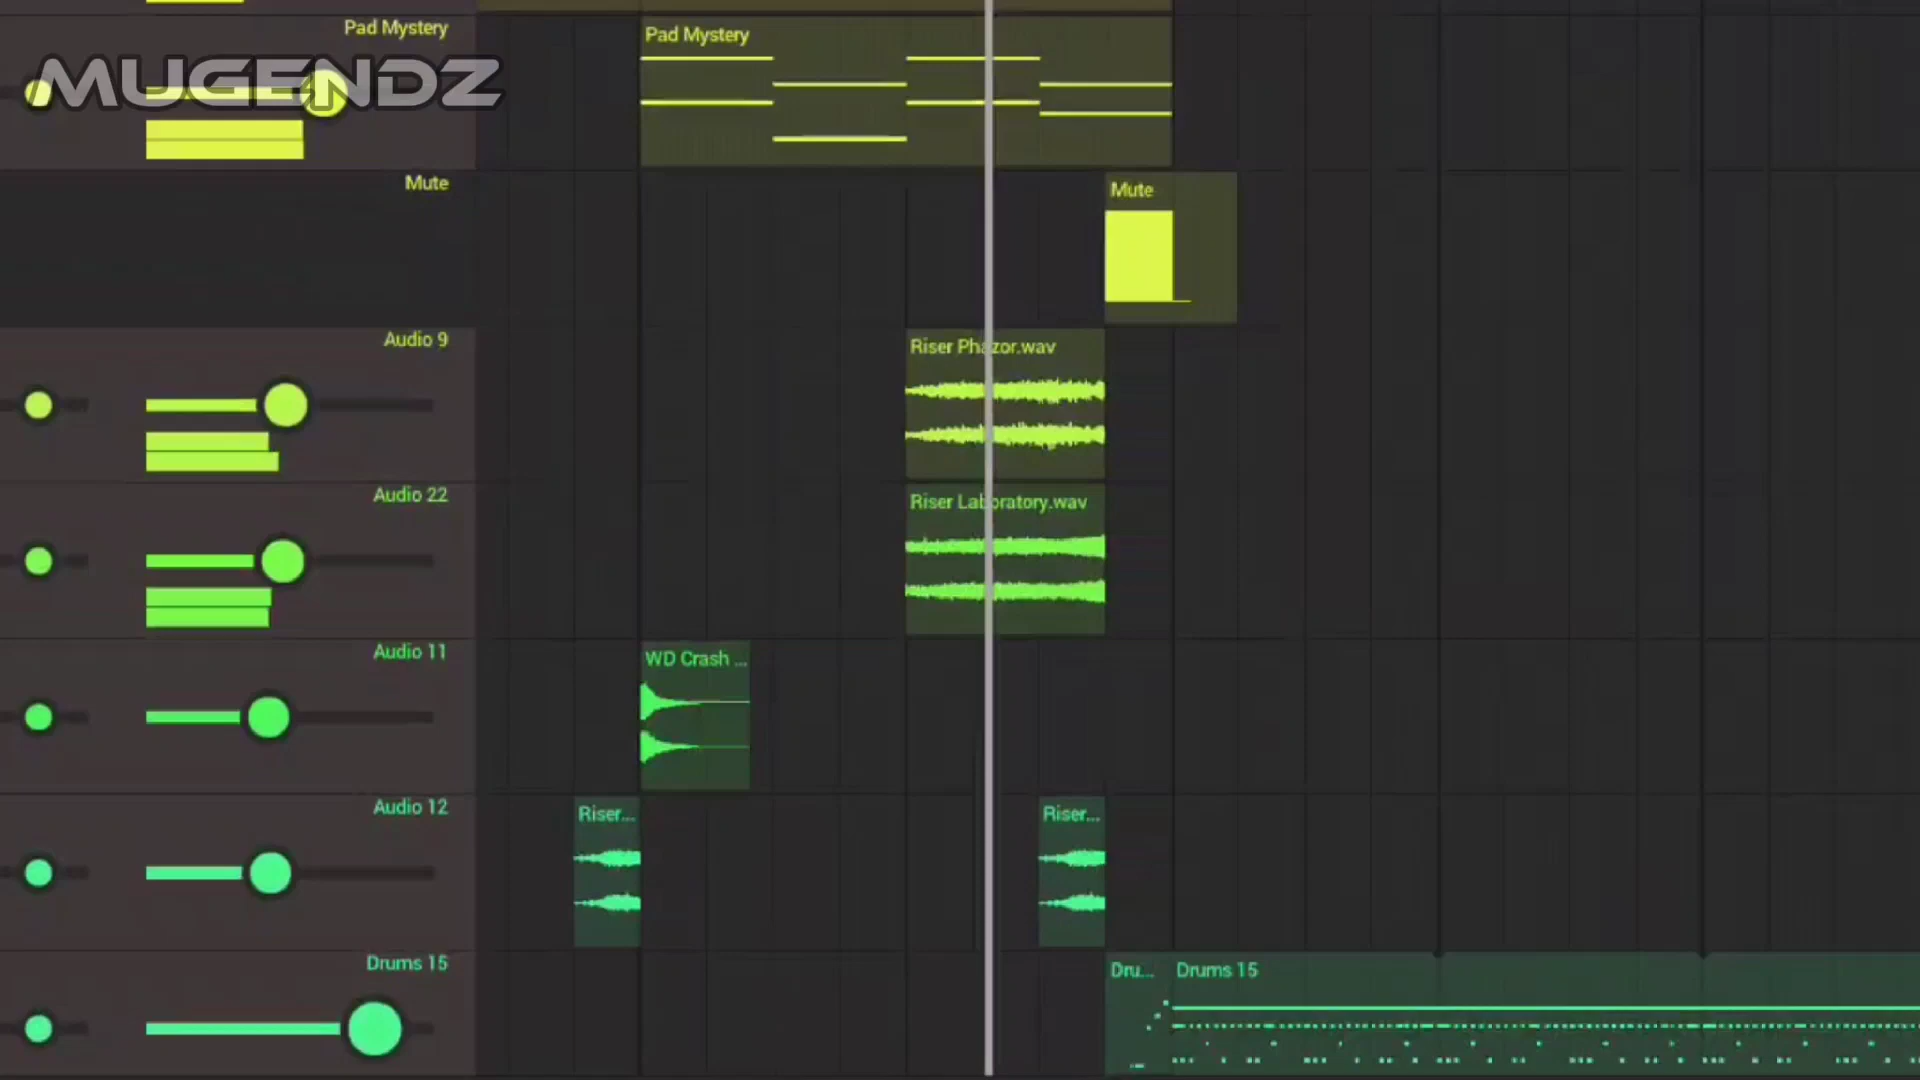 Pad Mystery
Pad Mystery
MUGENDZ
Mute
Mute
Audio 9
Riser Phazor.wav
Audio 22
Riser Laboratory.wav
Audio 11
WD Crash ...
Audio 12
Riser...
Riser...
Drums 15
Dru...
Drums 15